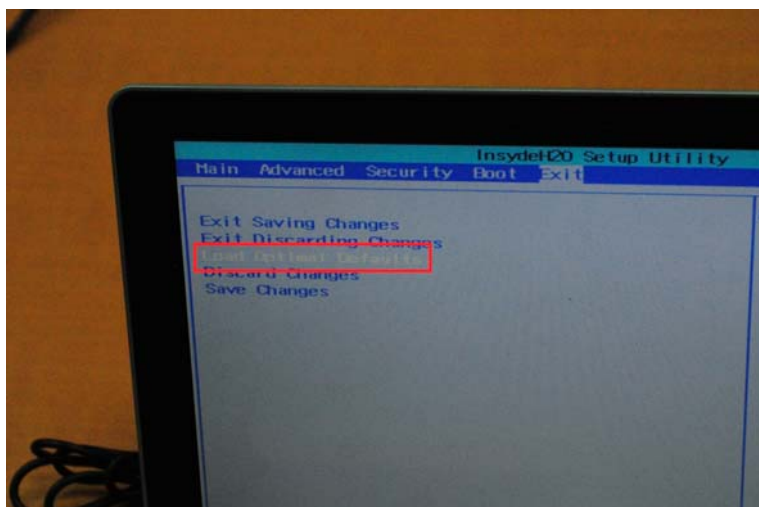 InsydeH20 Setup Utility
Main Advanced Security Boot Exit
Exit Saving Changes
Exit Discarding Changes
Load Optimal Defaults
Discard Changes
Save Changes